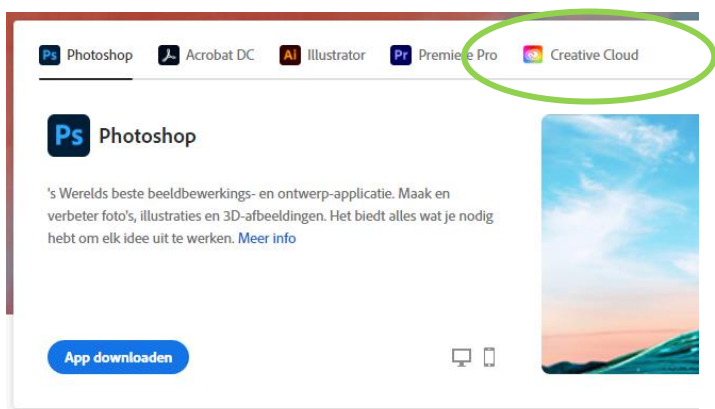 Ps Photoshop Acrobat DC Ai Illustrator Pr Premiere Pro Creative Cloud
Ps Photoshop
's Werelds beste beeldbewerkings- en ontwerp-applicatie. Maak en
verbeter foto's, illustraties en 3D-afbeeldingen. Het biedt alles wat je nodig
hebt om elk idee uit te werken. Meer info
App downloaden